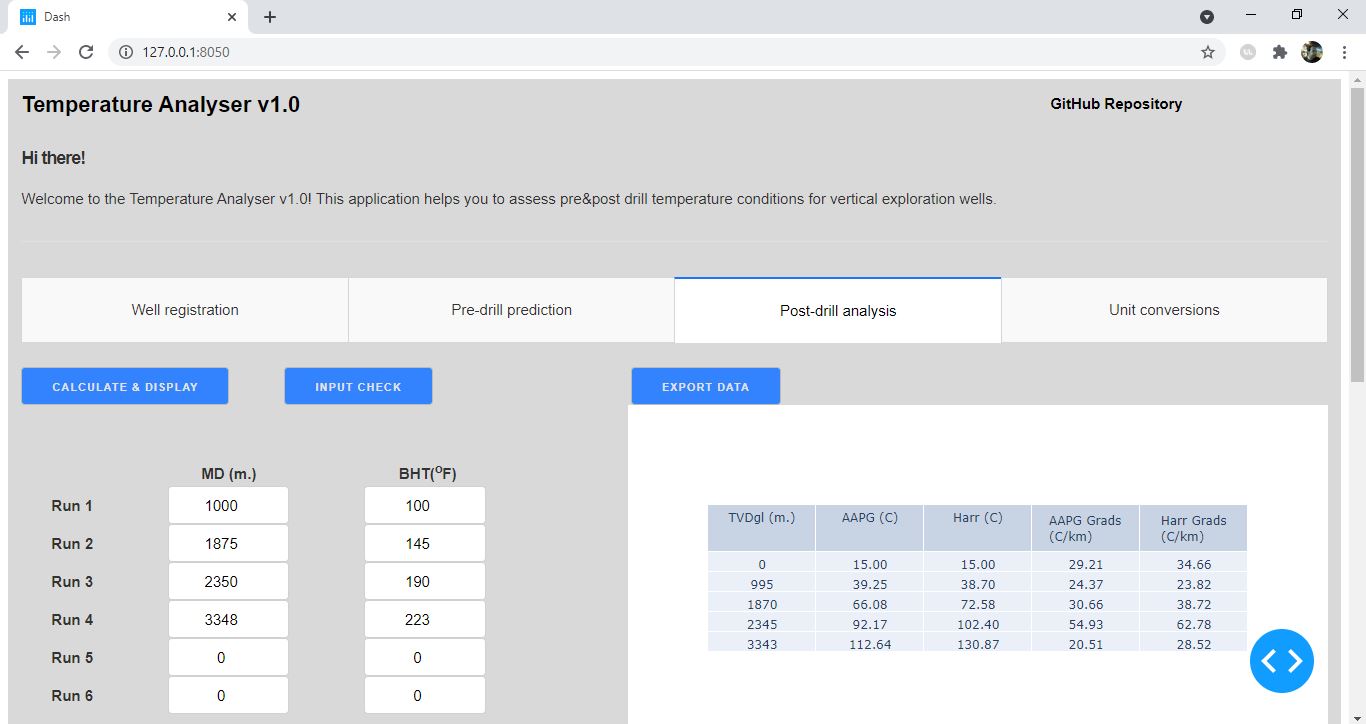 Dash
127.0.0.1:8050
Temperature Analyser v1.0
GitHub Repository
Hi there!
Welcome to the Temperature Analyser v1.0! This application helps you to assess pre&post drill temperature conditions for vertical exploration wells.
Well registration Pre-drill prediction Post-drill analysis Unit conversions
CALCULATE & DISPLAY INPUT CHECK EXPORT DATA
MD (m.) BHT(ºF)
Run 1 1000 100
Run 2 1875 145
Run 3 2350 190
Run 4 3348 223
Run 5 0 0
Run 6 0 0
TVDgl (m.) AAPG (C) Harr (C) AAPG Grads (C/km) Harr Grads (C/km)
0 15.00 15.00 29.21 34.66
995 39.25 38.70 24.37 23.82
1870 66.08 72.58 30.66 38.72
2345 92.17 102.40 54.93 62.78
3343 112.64 130.87 20.51 28.52